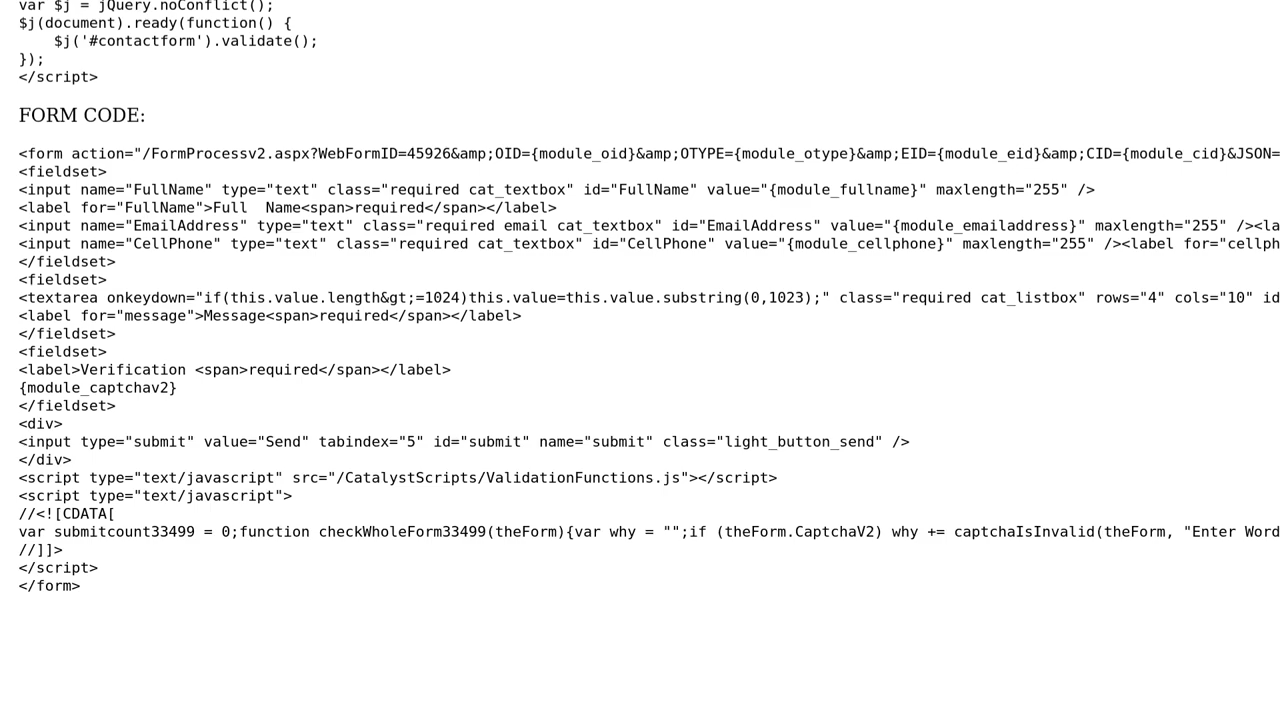 var $j = jQuery.noConflict();
$j(document).ready(function() {
    $j('#contactform').validate();
});
</script>
FORM CODE:
<form action="/FormProcessv2.aspx?WebFormID=45926&amp;OID={module_oid}&amp;OTYPE={module_otype}&amp;EID={module_eid}&amp;CID={module_cid}&JSON=
<fieldset>
<input name="FullName" type="text" class="required cat_textbox" id="FullName" value="{module_fullname}" maxlength="255" />
<label for="FullName">Full  Name<span>required</span></label>
<input name="EmailAddress" type="text" class="required email cat_textbox" id="EmailAddress" value="{module_emailaddress}" maxlength="255" /><la
<input name="CellPhone" type="text" class="required cat_textbox" id="CellPhone" value="{module_cellphone}" maxlength="255" /><label for="cellph
</fieldset>
<fieldset>
<textarea onkeydown="if(this.value.length&gt;=1024)this.value=this.value.substring(0,1023);" class="required cat_listbox" rows="4" cols="10" id
<label for="message">Message<span>required</span></label>
</fieldset>
<fieldset>
<label>Verification <span>required</span></label>
{module_captchav2}
</fieldset>
<div>
<input type="submit" value="Send" tabindex="5" id="submit" name="submit" class="light_button_send" />
</div>
<script type="text/javascript" src="/CatalystScripts/ValidationFunctions.js"></script>
<script type="text/javascript">
//<![CDATA[
var submitcount33499 = 0;function checkWholeForm33499(theForm){var why = "";if (theForm.CaptchaV2) why += captchaIsInvalid(theForm, "Enter Word
//]]>
</script>
</form>